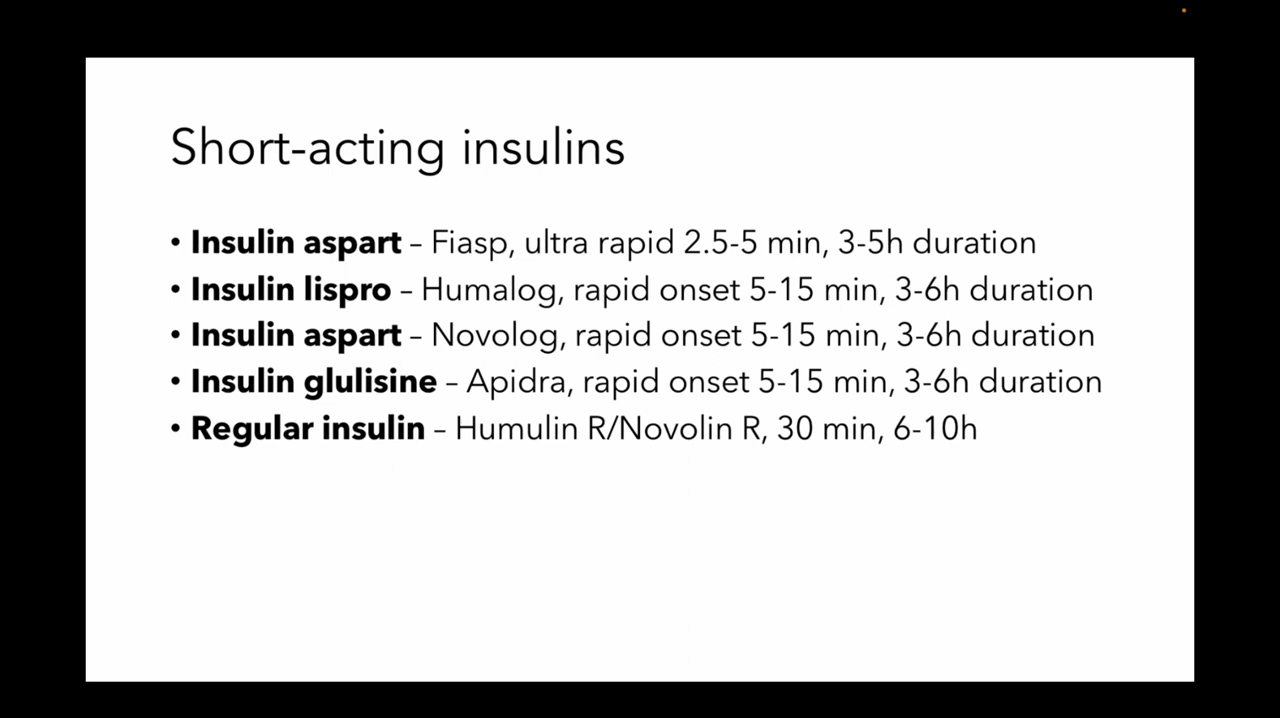 Short-acting insulins
• Insulin aspart – Fiasp, ultra rapid 2.5-5 min, 3-5h duration
• Insulin lispro – Humalog, rapid onset 5-15 min, 3-6h duration
• Insulin aspart – Novolog, rapid onset 5-15 min, 3-6h duration
• Insulin glulisine – Apidra, rapid onset 5-15 min, 3-6h duration
• Regular insulin – Humulin R/Novolin R, 30 min, 6-10h